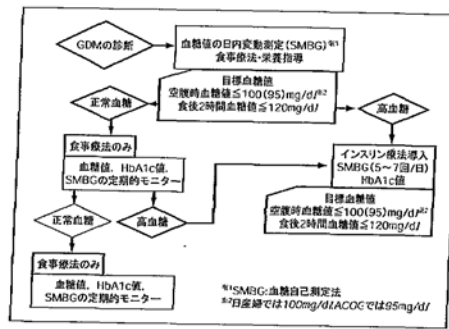 GDMの診断
血糖値の日内変動測定(SMBG)※1
食事療法・栄養指導
目標血糖値
空腹時血糖値≦100(95)mg/dl※2
食後2時間血糖値≦120mg/dl
正常血糖
高血糖
食事療法のみ
血糖値, HbA1c値,
SMBGの定期的モニター
インスリン療法導入
SMBG(5〜7回/日)
HbA1c値
目標血糖値
空腹時血糖値≦100(95)mg/dl※2
食後2時間血糖値≦120mg/dl
正常血糖
高血糖
食事療法のみ
血糖値, HbA1c値,
SMBGの定期的モニター
※1SMBG:血糖自己測定法
※2日産婦では100mg/dl,ACOGでは95mg/dl